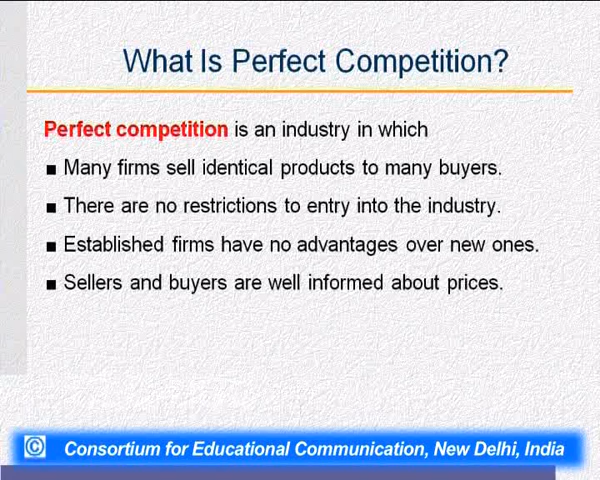 What Is Perfect Competition?
Perfect competition is an industry in which
■ Many firms sell identical products to many buyers.
■ There are no restrictions to entry into the industry.
■ Established firms have no advantages over new ones.
■ Sellers and buyers are well informed about prices.
© Consortium for Educational Communication, New Delhi, India